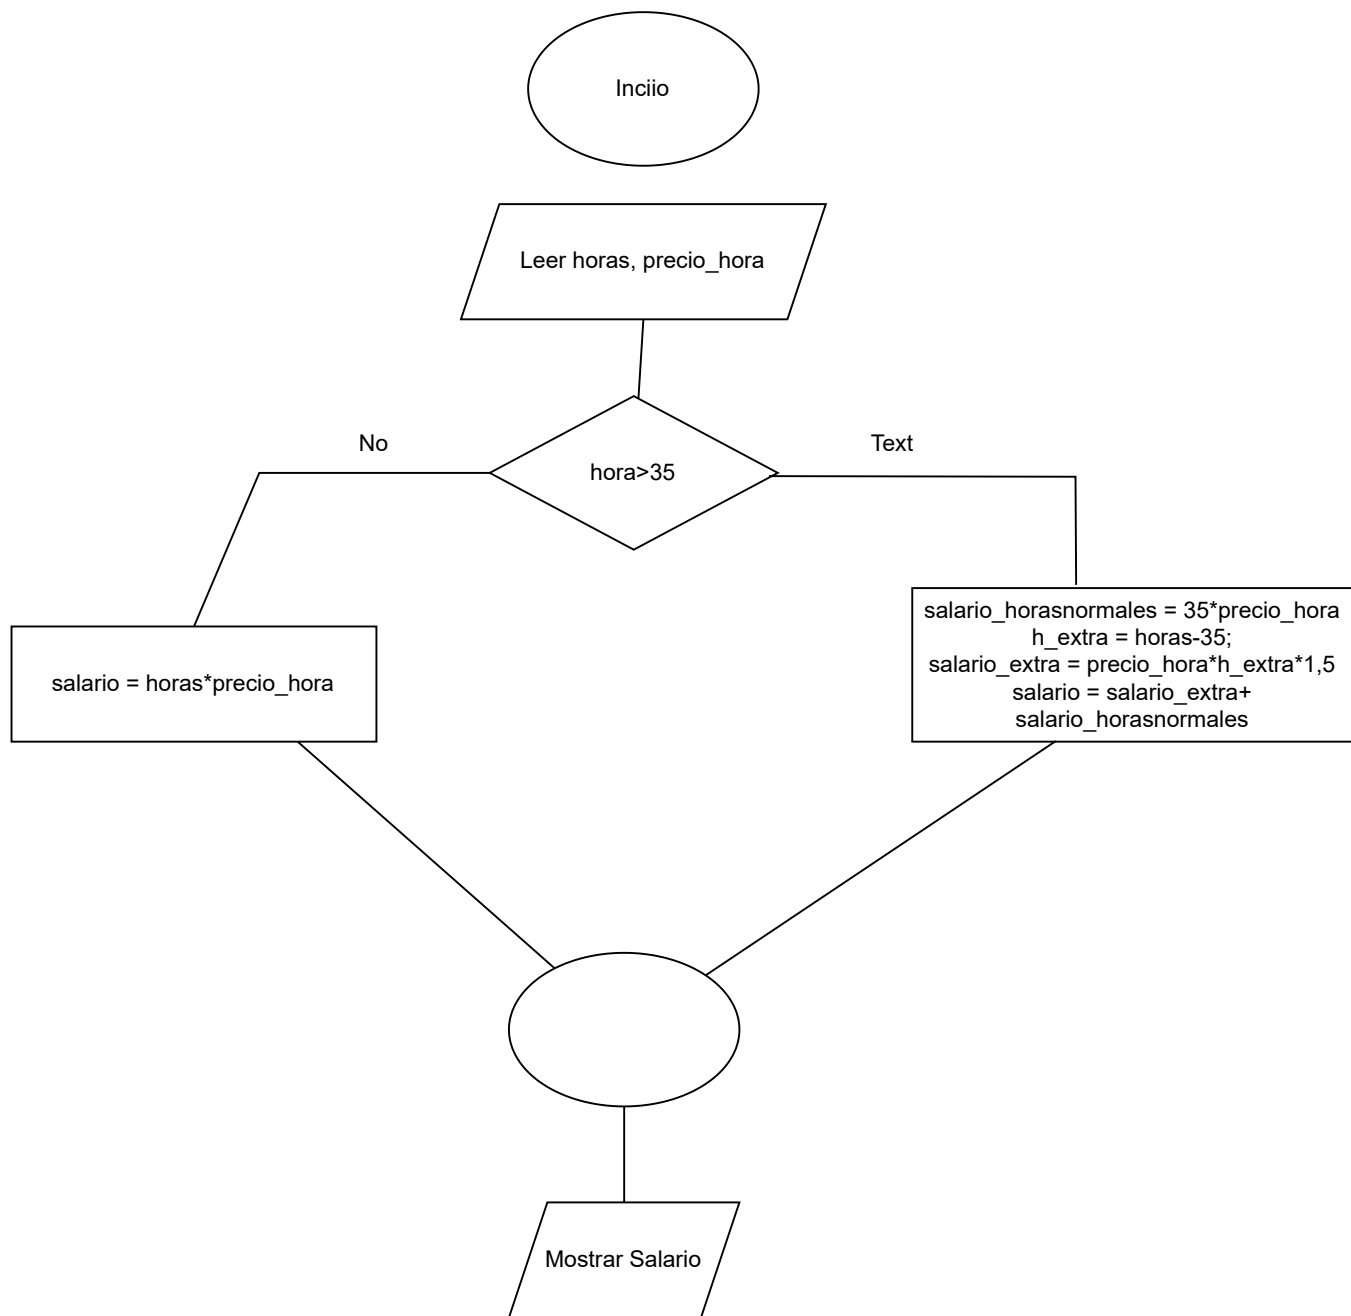 Inciio
Leer horas, precio_hora
No
Text
hora>35
salario = horas*precio_hora
salario_horasnormales = 35*precio_hora
h_extra = horas-35;
salario_extra = precio_hora*h_extra*1,5
salario = salario_extra+
salario_horasnormales
Mostrar Salario